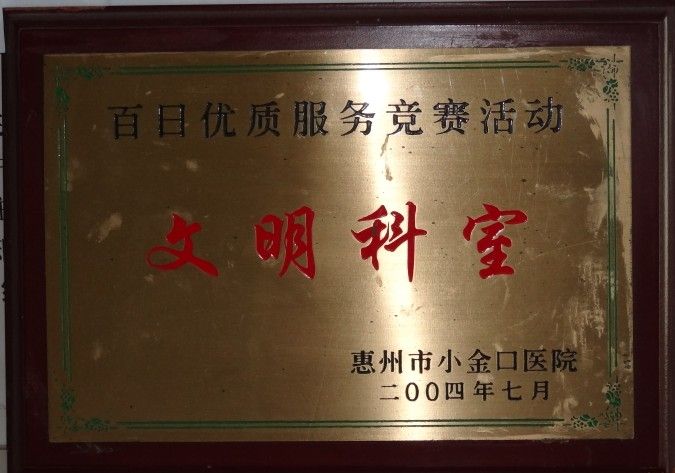 百日优质服务竞赛活动
文明科室
惠州市小金口医院
二00四年七月